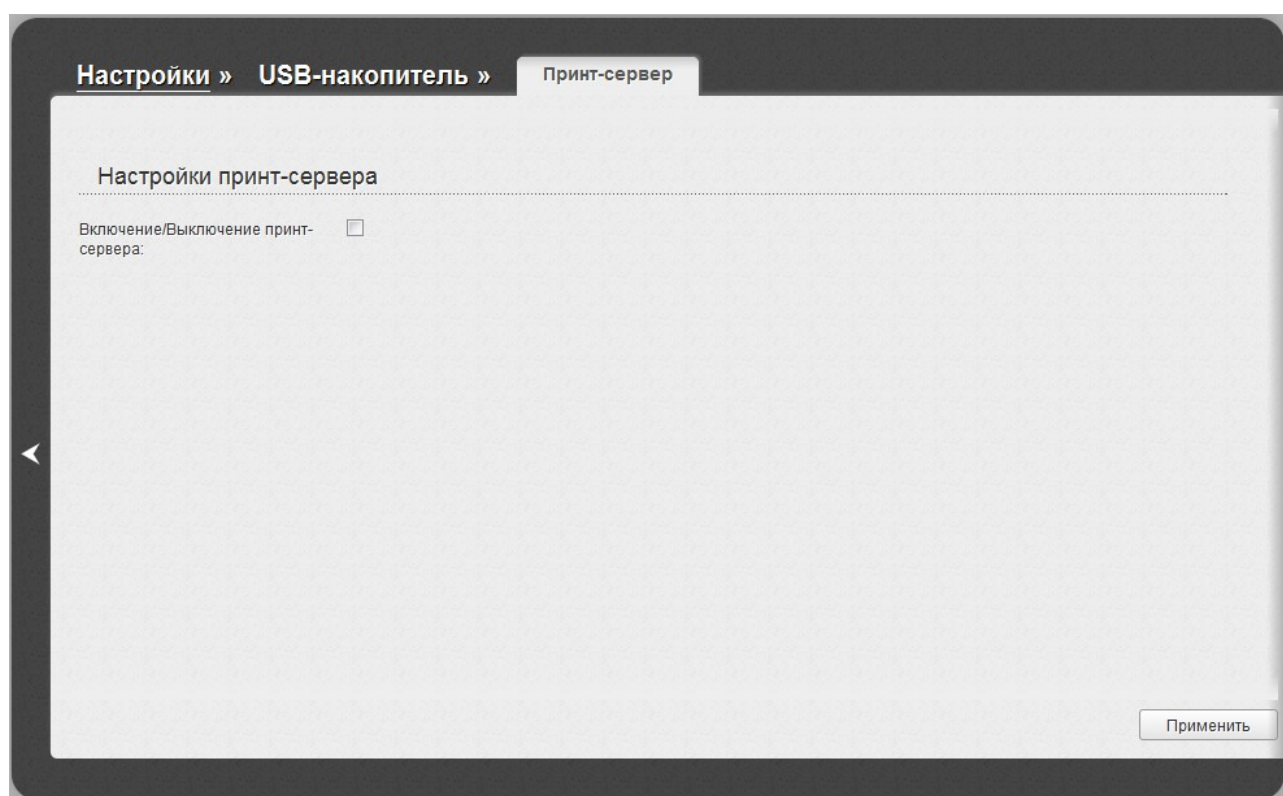 Настройки » USB-накопитель » Принт-сервер
Настройки принт-сервера
Включение/Выключение принт-
сервера:
Применить